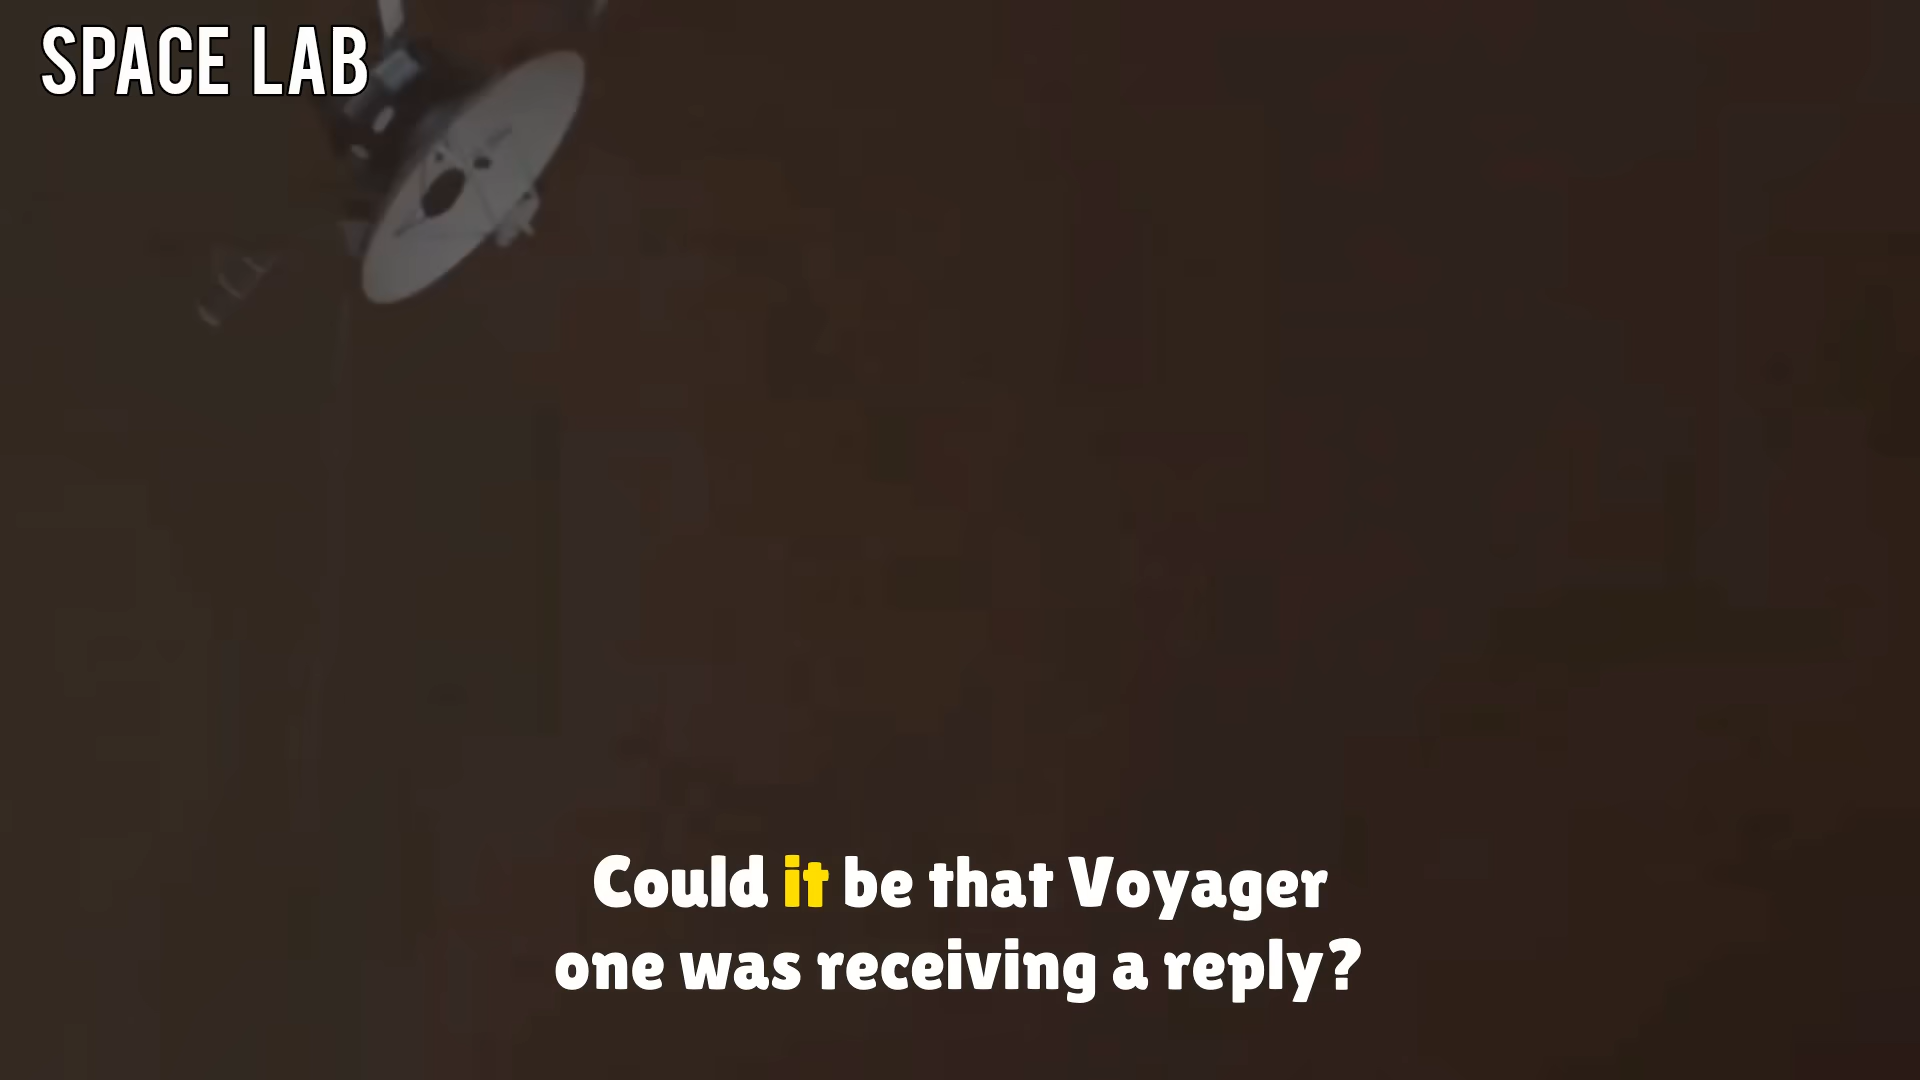 SPACE LAB
Could it be that Voyager
one was receiving a reply?